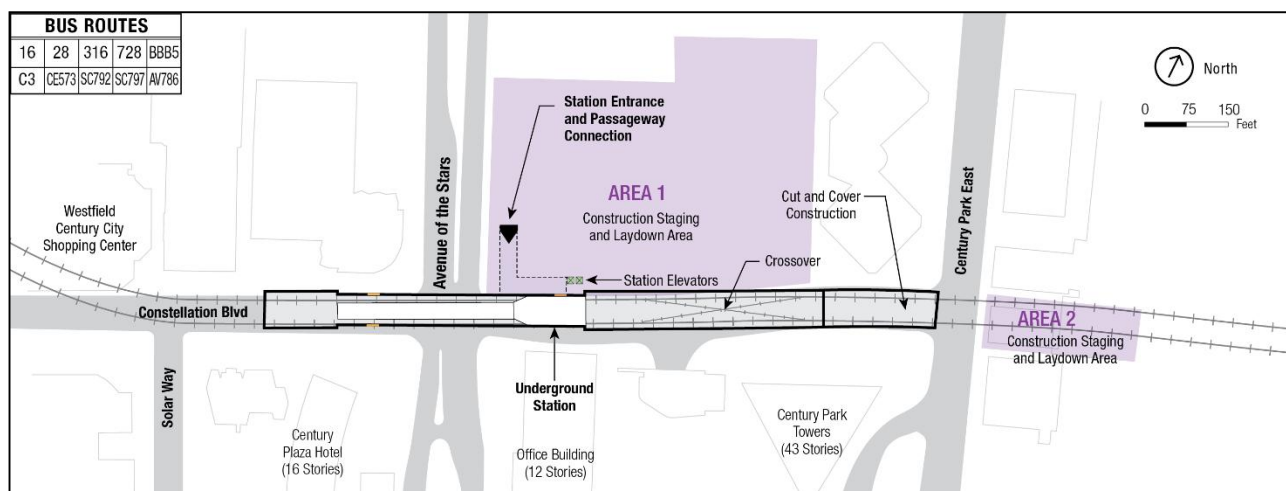 BUS ROUTES
16 28 316 728 BBB5
C3 CE573 SC792 SC797 AV786
North
0 75 150
Feet
Station Entrance
and Passageway
Connection
Avenue of the Stars
AREA 1
Construction Staging
and Laydown Area
Cut and Cover
Construction
Century Park East
Westfield
Century City
Shopping Center
Crossover
Station Elevators
Constellation Blvd
AREA 2
Construction Staging
and Laydown Area
Solar Way
Underground
Station
Century
Plaza Hotel
(16 Stories)
Office Building
(12 Stories)
Century Park
Towers
(43 Stories)